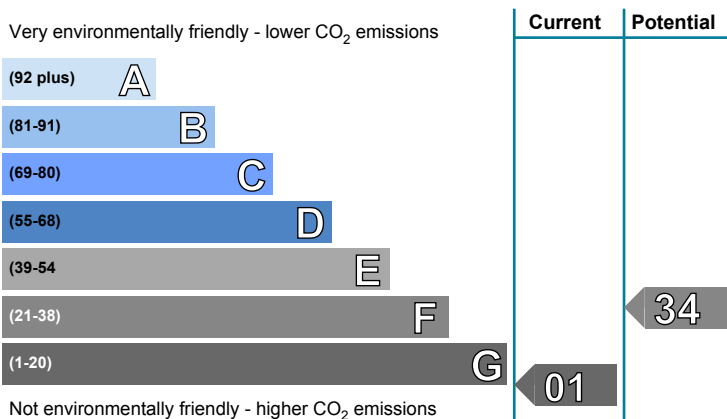 Current Potential
Very environmentally friendly - lower CO2 emissions
(92 plus) A
(81-91) B
(69-80) C
(55-68) D
(39-54 E
(21-38) F
34
(1-20) G
01
Not environmentally friendly - higher CO2 emissions